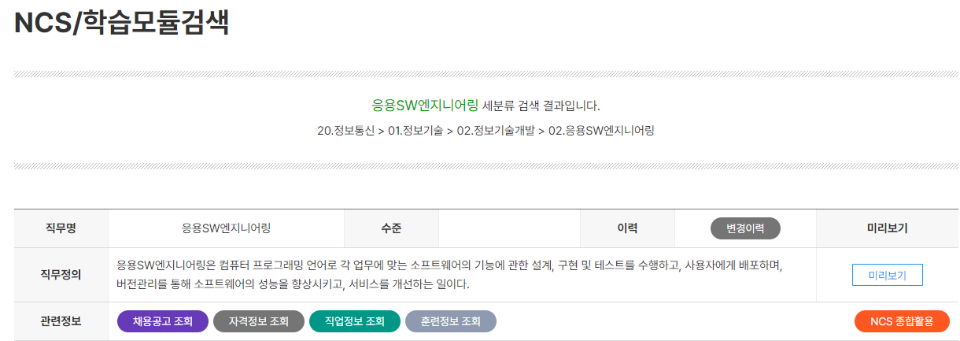 NCS/학습모듈검색
응용SW엔지니어링 세분류 검색 결과입니다.
20.정보통신 > 01.정보기술 > 02.정보기술개발 > 02.응용SW엔지니어링
직무명 응용SW엔지니어링 수준 이력 변경이력 미리보기
직무정의 응용SW엔지니어링은 컴퓨터 프로그래밍 언어로 각 업무에 맞는 소프트웨어의 기능에 관한 설계, 구현 및 테스트를 수행하고, 사용자에게 배포하며,
버전관리를 통해 소프트웨어의 성능을 향상시키고, 서비스를 개선하는 일이다.
미리보기
관련정보 채용공고 조회 자격정보 조회 직업정보 조회 훈련정보 조회 NCS 종합활용